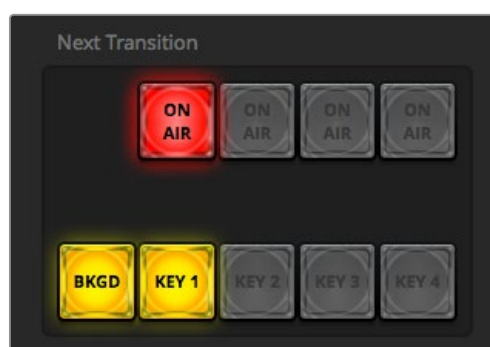 Next Transition
ON AIR ON AIR ON AIR ON AIR
BKGD KEY 1 KEY 2 KEY 3 KEY 4